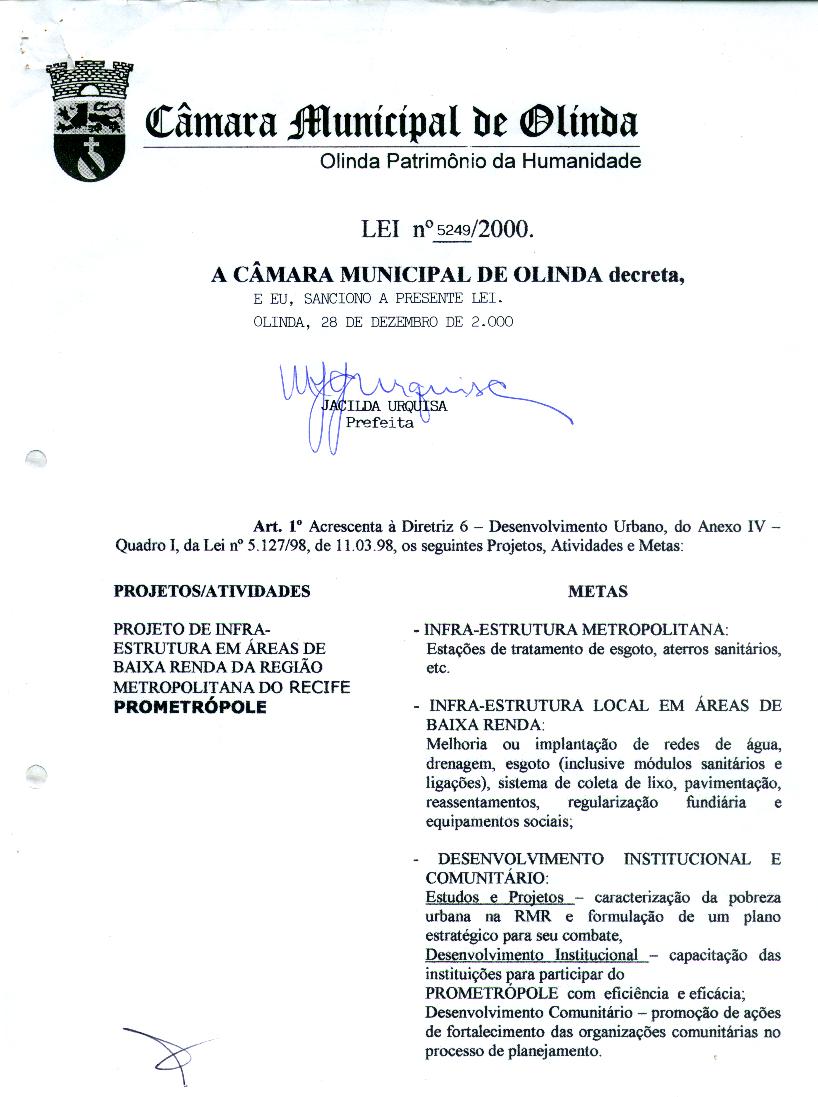 Câmara Municipal de Olinda
Olinda Patrimônio da Humanidade
LEI nº 5249/2000.
A CÂMARA MUNICIPAL DE OLINDA decreta,
E EU, SANCIONO A PRESENTE LEI.
OLINDA, 28 DE DEZEMBRO DE 2.000
JACILDA URQUISA
Prefeita
Art. 1º Acrescenta à Diretriz 6 – Desenvolvimento Urbano, do Anexo IV –
Quadro I, da Lei nº 5.127/98, de 11.03.98, os seguintes Projetos, Atividades e Metas:
PROJETOS/ATIVIDADES
PROJETO DE INFRA-
ESTRUTURA EM ÁREAS DE
BAIXA RENDA DA REGIÃO
METROPOLITANA DO RECIFE
PROMETRÓPOLE
METAS
- INFRA-ESTRUTURA METROPOLITANA:
Estações de tratamento de esgoto, aterros sanitários,
etc.
- INFRA-ESTRUTURA LOCAL EM ÁREAS DE
BAIXA RENDA:
Melhoria ou implantação de redes de água,
drenagem, esgoto (inclusive módulos sanitários e
ligações), sistema de coleta de lixo, pavimentação,
reassentamentos, regularização fundiária e
equipamentos sociais;
- DESENVOLVIMENTO INSTITUCIONAL E
COMUNITÁRIO:
Estudos e Projetos – caracterização da pobreza
urbana na RMR e formulação de um plano
estratégico para seu combate,
Desenvolvimento Institucional – capacitação das
instituições para participar do
PROMETRÓPOLE com eficiência e eficácia;
Desenvolvimento Comunitário – promoção de ações
de fortalecimento das organizações comunitárias no
processo de planejamento.